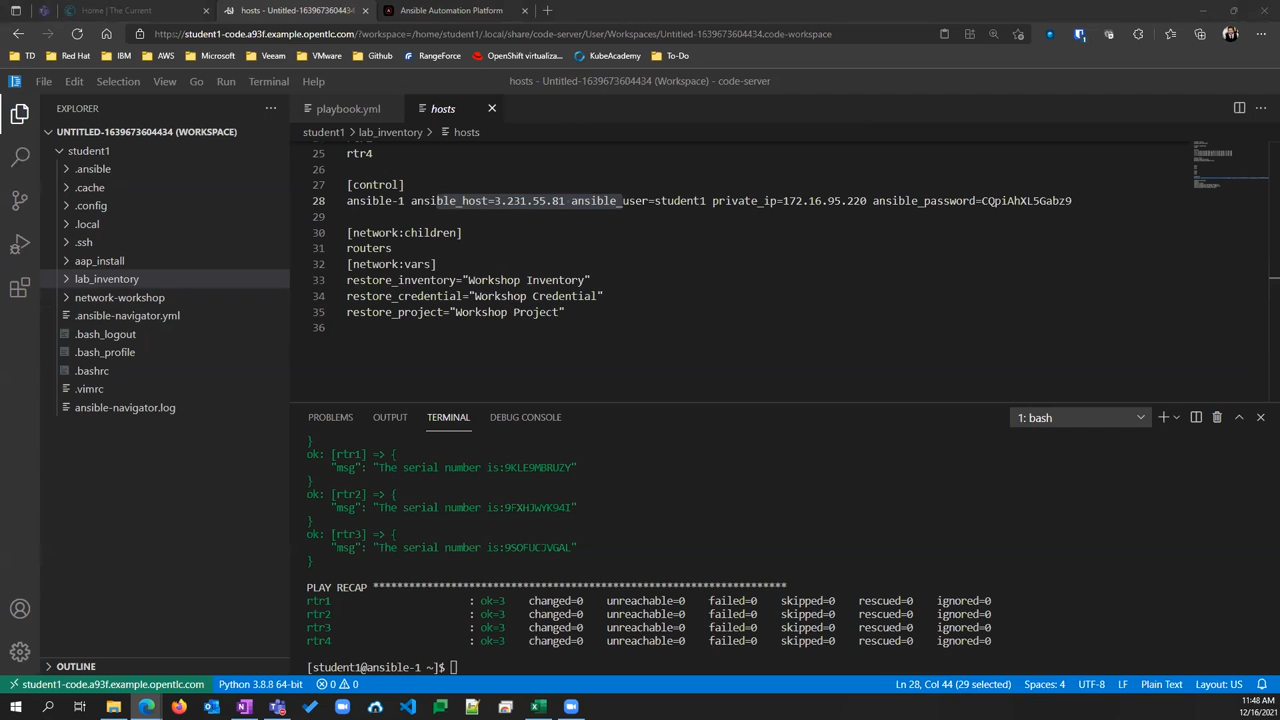 Home | The Current
hosts - Untitled-1639673604434
Ansible Automation Platform
http://student1-code.a93f.example.opentlc.com/?workspace=/home/student1/.local/share/code-server/User/Workspaces/Untitled-1639673604434.code-workspace
TD
Red Hat
Veeam
AWS
Microsoft
VMware
Github
RangeForce
OpenShift virtualiz...
KubeAcademy
To-Do
File Edit Selection View Go Run Terminal Help
hosts - Untitled-1639673604434 (Workspace) - code-server
EXPLORER
UNTITLED-1639673604434 (WORKSPACE)
student1
.ansible
.cache
.config
.local
.ssh
aap_install
lab_inventory
network-workshop
.ansible-navigator.yml
.bash_logout
.bash_profile
.bashrc
.vimrc
ansible-navigator.log
OUTLINE
playbook.yml
hosts
student1 > lab_inventory > hosts
25 rtr4
26
27 [control]
28 ansible-1 ansible_host=3.231.55.81 ansible_user=student1 private_ip=172.16.95.220 ansible_password=CQpiAhXL5Gabz9
29
30 [network:children]
31 routers
32 [network:vars]
33 restore_inventory="Workshop Inventory"
34 restore_credential="Workshop Credential"
35 restore_project="Workshop Project"
36
PROBLEMS OUTPUT TERMINAL DEBUG CONSOLE
1: bash
}
ok: [rtr1] => {
"msg": "The serial number is:9KLE9MBRUZY"
}
ok: [rtr2] => {
"msg": "The serial number is:9FXHJWYK94I"
}
ok: [rtr3] => {
"msg": "The serial number is:9SOFUCJVGAL"
}
PLAY RECAP *********************************************************************
rtr1 : ok=3 changed=0 unreachable=0 failed=0 skipped=0 rescued=0 ignored=0
rtr2 : ok=3 changed=0 unreachable=0 failed=0 skipped=0 rescued=0 ignored=0
rtr3 : ok=3 changed=0 unreachable=0 failed=0 skipped=0 rescued=0 ignored=0
rtr4 : ok=3 changed=0 unreachable=0 failed=0 skipped=0 rescued=0 ignored=0
[student1@ansible-1 ~]$
student1-code.a93f.example.opentlc.com Python 3.8.8 64-bit 0 0 Ln 28, Col 44 (29 selected) Spaces: 4 UTF-8 LF Plain Text Layout: US
11:48 AM
12/16/2021